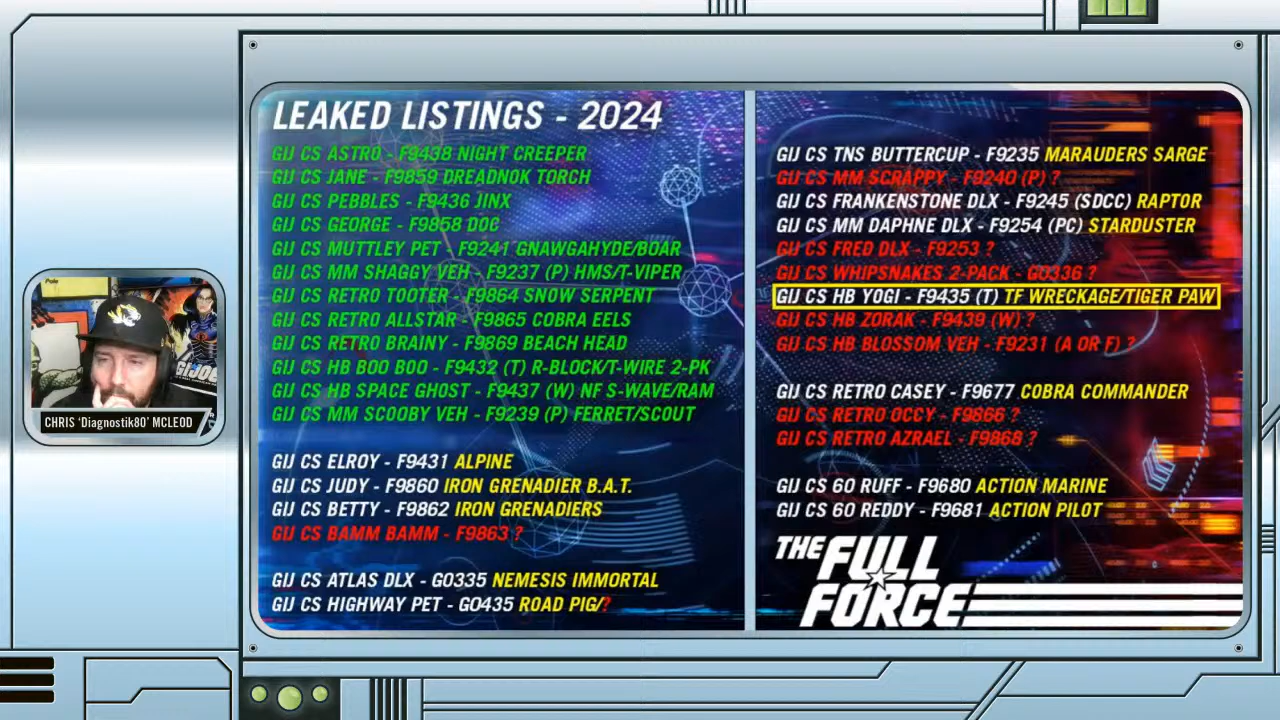 LEAKED LISTINGS - 2024
GIJ CS ASTRO - F9438 NIGHT CREEPER
GIJ CS JANE - F9859 DREADNOK TORCH
GIJ CS PEBBLES - F9436 JINX
GIJ CS GEORGE - F9858 DOC
GIJ CS MUTTLEY PET - F9241 GNAWGAHYDE/BOAR
GIJ CS MM SHAGGY VEH - F9237 (P) HMS/T-VIPER
GIJ CS RETRO TOOTER - F9864 SNOW SERPENT
GIJ CS RETRO ALLSTAR - F9865 COBRA EELS
GIJ CS RETRO BRAINY - F9869 BEACH HEAD
GIJ CS HB BOO BOO - F9432 (T) R-BLOCK/T-WIRE 2-PK
GIJ CS HB SPACE GHOST - F9437 (W) NF S-WAVE/RAM
GIJ CS MM SCOOBY VEH - F9239 (P) FERRET/SCOUT
GIJ CS ELROY - F9431 ALPINE
GIJ CS JUDY - F9860 IRON GRENADIER B.A.T.
GIJ CS BETTY - F9862 IRON GRENADIERS
GIJ CS BAMM BAMM - F9863 ?
GIJ CS ATLAS DLX - GO335 NEMESIS IMMORTAL
GIJ CS HIGHWAY PET - GO435 ROAD PIG/?
GIJ CS TNS BUTTERCUP - F9235 MARAUDERS SARGE
GIJ CS MM SCRAPPY - F9240 (P) ?
GIJ CS FRANKENSTONE DLX - F9245 (SDCC) RAPTOR
GIJ CS MM DAPHNE DLX - F9254 (PC) STARDUSTER
GIJ CS FRED DLX - F9253 ?
GIJ CS WHIPSNAKES 2-PACK - GO336 ?
GIJ CS HB YOGI - F9435 (T) TF WRECKAGE/TIGER PAW
GIJ CS HB ZORAK - F9439 (W) ?
GIJ CS HB BLOSSOM VEH - F9231 (A OR F) ?
GIJ CS RETRO CASEY - F9677 COBRA COMMANDER
GIJ CS RETRO OCCY - F9866 ?
GIJ CS RETRO AZRAEL - F9868 ?
GIJ CS 60 RUFF - F9680 ACTION MARINE
GIJ CS 60 REDDY - F9681 ACTION PILOT
THE FULL
FORCE
CHRIS 'Diagnostik80' MCLEOD